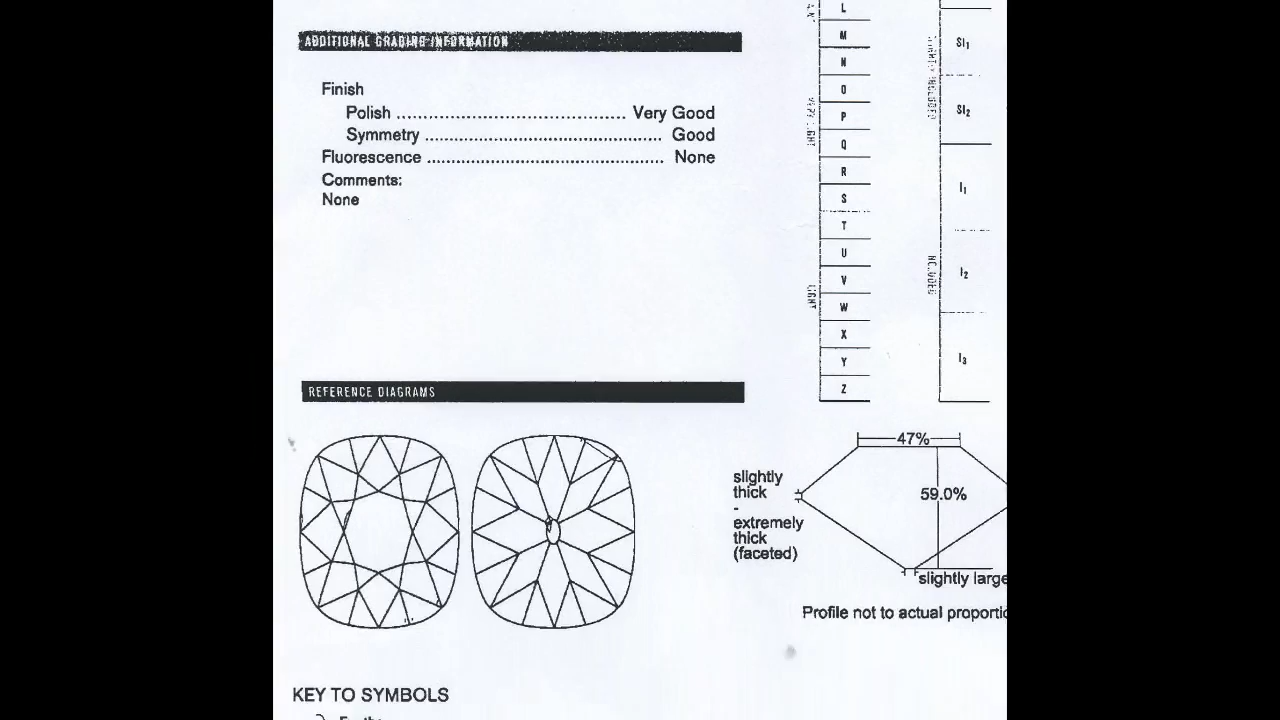 ADDITIONAL GRADING INFORMATION
Finish
Polish ...................................... Very Good
Symmetry ....................................... Good
Fluorescence ....................................... None
Comments:
None
REFERENCE DIAGRAMS
KEY TO SYMBOLS
L
M
N
O
P
Q
R
S
T
U
V
W
X
Y
Z
LIGHT
SI₁
SI₂
I₁
I₂
I₃
47%
59.0%
slightly
thick
-
extremely
thick
(faceted)
slightly large
Profile not to actual